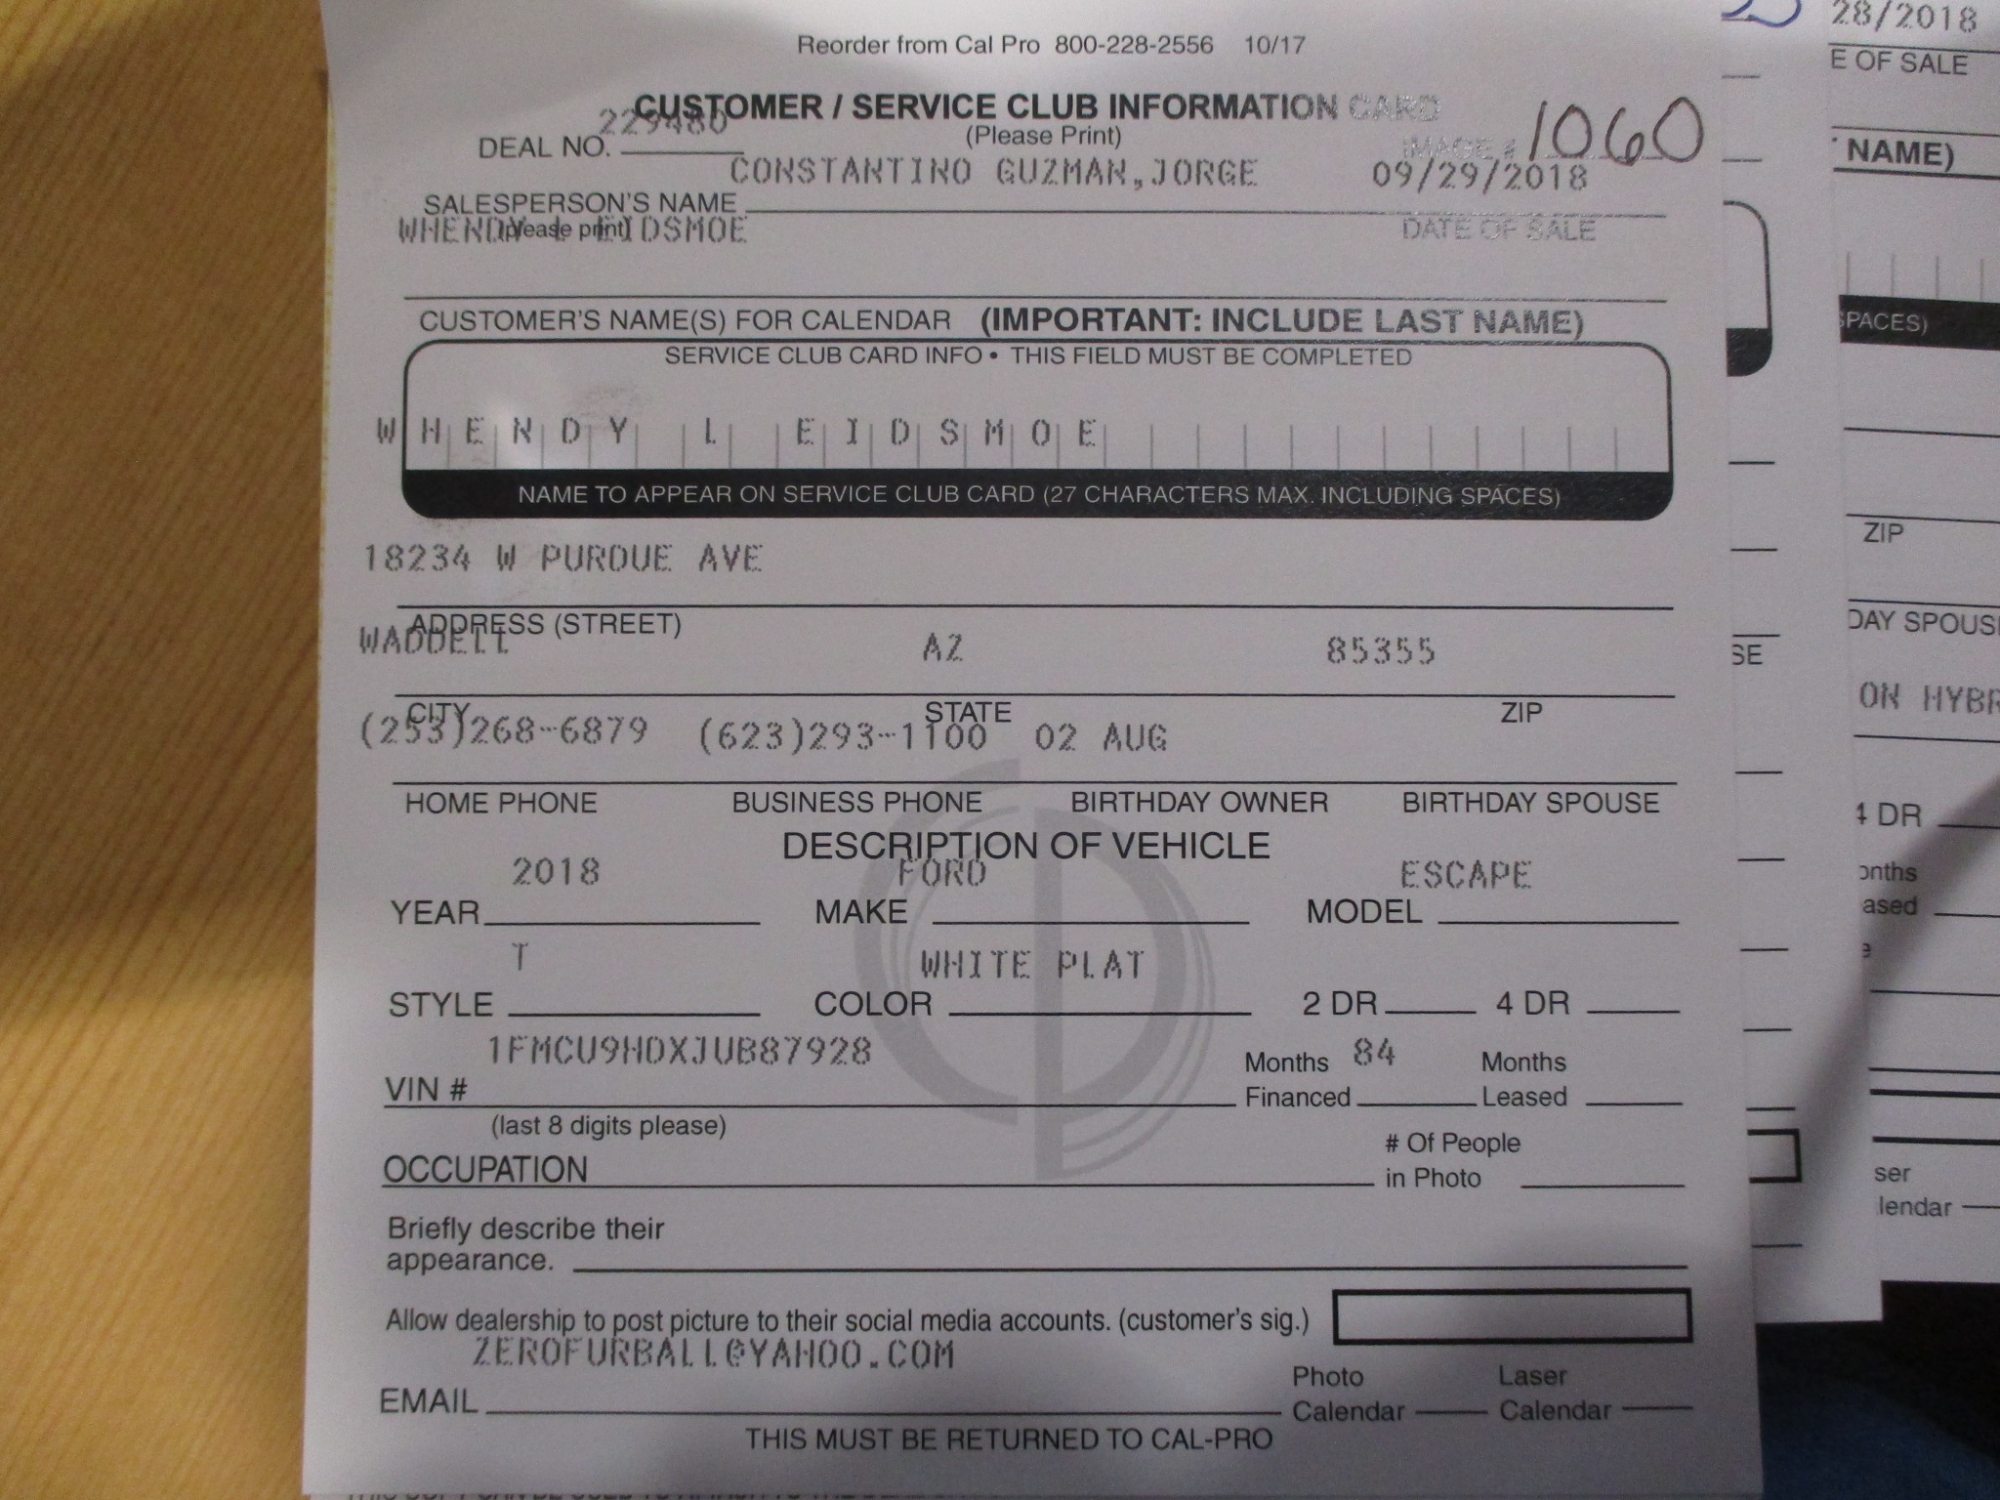 Reorder from Cal Pro 800-228-2556 10/17
CUSTOMER / SERVICE CLUB INFORMATION CARD
(Please Print)
DEAL NO. 229480
IMAGE # 1060
CONSTANTINO GUZMAN,JORGE 09/29/2018
SALESPERSON'S NAME
(please print)
DATE OF SALE
WHENDY L EIDSMOE
CUSTOMER'S NAME(S) FOR CALENDAR (IMPORTANT: INCLUDE LAST NAME)
SERVICE CLUB CARD INFO • THIS FIELD MUST BE COMPLETED
WHENDY L EIDSMOE
NAME TO APPEAR ON SERVICE CLUB CARD (27 CHARACTERS MAX. INCLUDING SPACES)
18234 W PURDUE AVE
ADDRESS (STREET)
WADDELL AZ 85355
CITY STATE ZIP
(253)268-6879 (623)293-1100 02 AUG
HOME PHONE BUSINESS PHONE BIRTHDAY OWNER BIRTHDAY SPOUSE
DESCRIPTION OF VEHICLE
2018 FORD ESCAPE
YEAR MAKE MODEL
T WHITE PLAT
STYLE COLOR 2 DR 4 DR
1FMCU9HDXJUB87928
VIN #
(last 8 digits please)
Months Financed 84
Months Leased
OCCUPATION
# Of People
in Photo
Briefly describe their
appearance.
Allow dealership to post picture to their social media accounts. (customer's sig.)
ZEROFURBALL@YAHOO.COM
EMAIL
Photo
Calendar
Laser
Calendar
THIS MUST BE RETURNED TO CAL-PRO
28/2018
E OF SALE
NAME)
SPACES)
ZIP
DAY SPOUS
SE
ON HYBR
4 DR
onths
ased
ser
lendar